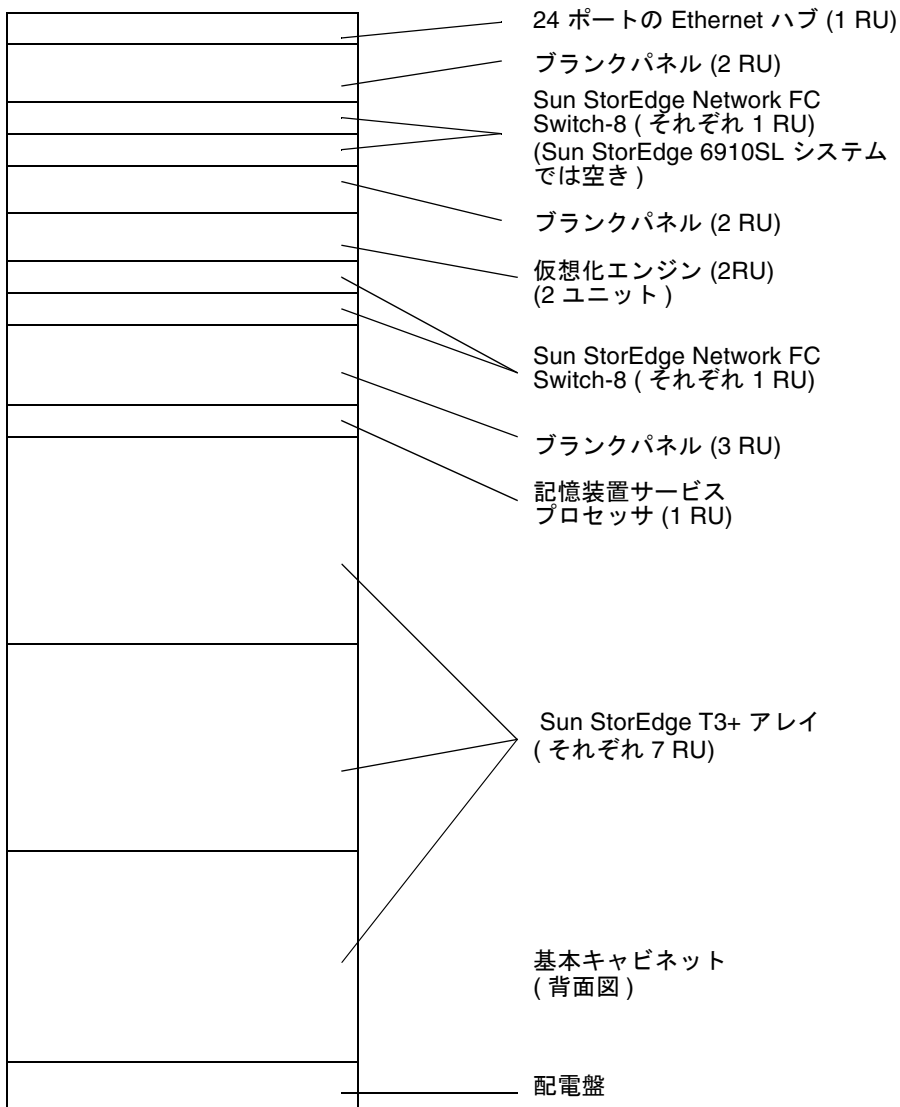 24 ポートの Ethernet ハブ (1 RU)
ブランクパネル (2 RU)
Sun StorEdge Network FC
Switch-8 ( それぞれ 1 RU)
(Sun StorEdge 6910SL システム
では空き )
ブランクパネル (2 RU)
仮想化エンジン (2RU)
(2 ユニット )
Sun StorEdge Network FC
Switch-8 ( それぞれ 1 RU)
ブランクパネル (3 RU)
記憶装置サービス
プロセッサ (1 RU)
Sun StorEdge T3+ アレイ
( それぞれ 7 RU)
基本キャビネット
( 背面図 )
配電盤